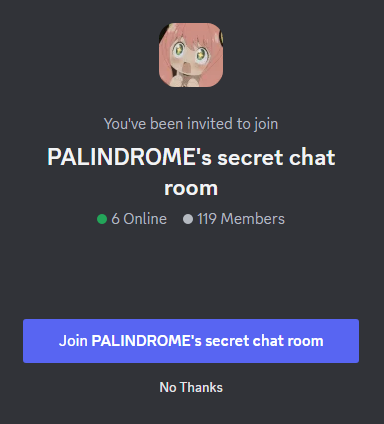 You've been invited to join
PALINDROME's secret chat
room
6 Online 119 Members
Join PALINDROME's secret chat room
No Thanks